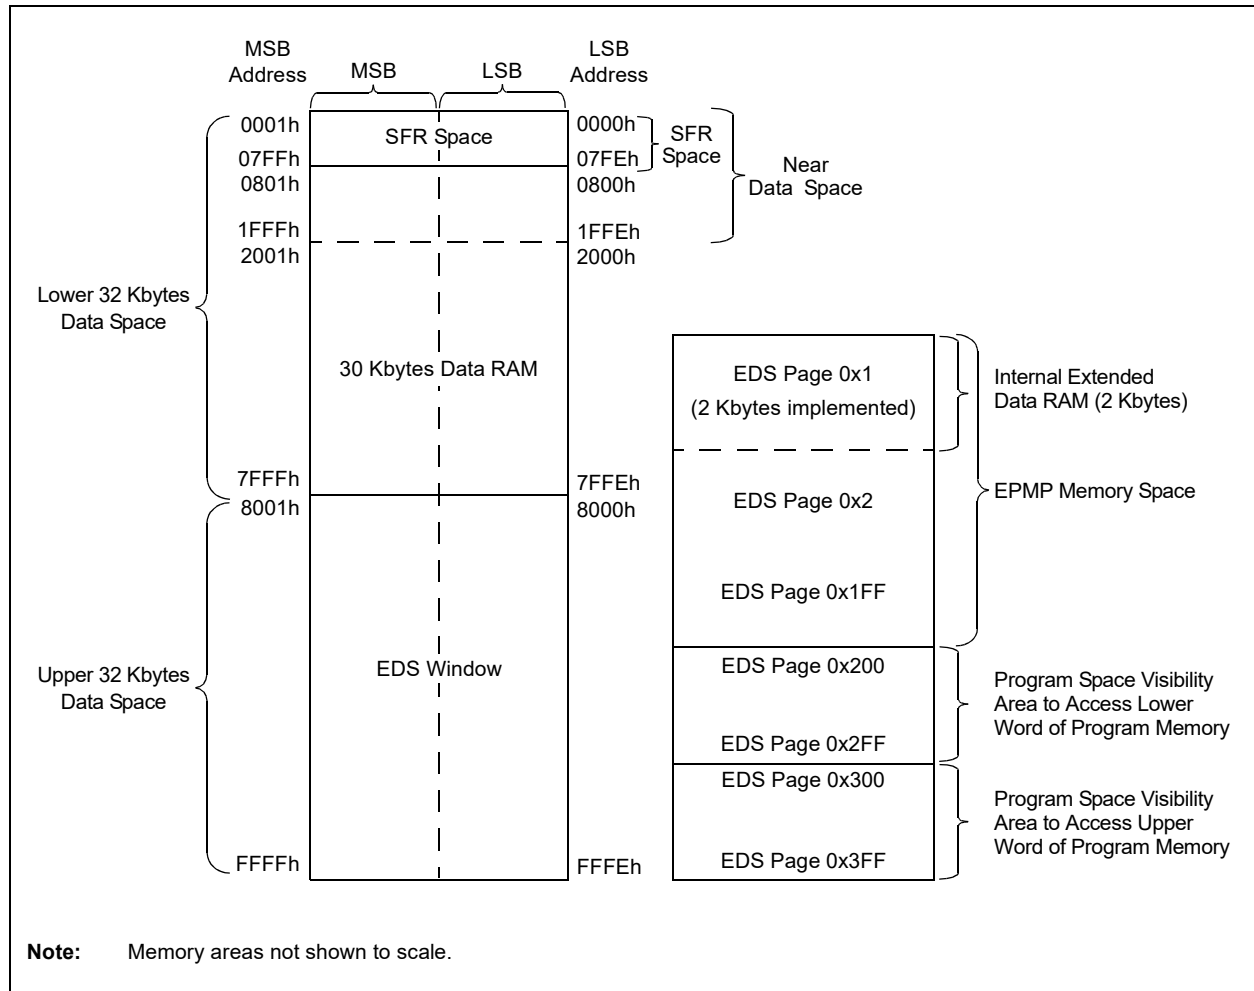 MSB
Address
MSB
LSB
LSB
Address
0001h
SFR Space
0000h
SFR
Space
Near
Data Space
07FFh
07FEh
0801h
0800h
1FFFh
1FFEh
2001h
2000h
Lower 32 Kbytes
Data Space
30 Kbytes Data RAM
7FFFh
7FFEh
8001h
8000h
Upper 32 Kbytes
Data Space
EDS Window
FFFFh
FFFEh
EDS Page 0x1
(2 Kbytes implemented)
Internal Extended
Data RAM (2 Kbytes)
EDS Page 0x2
EPMP Memory Space
EDS Page 0x1FF
EDS Page 0x200
EDS Page 0x2FF
Program Space Visibility
Area to Access Lower
Word of Program Memory
EDS Page 0x300
EDS Page 0x3FF
Program Space Visibility
Area to Access Upper
Word of Program Memory
Note: Memory areas not shown to scale.